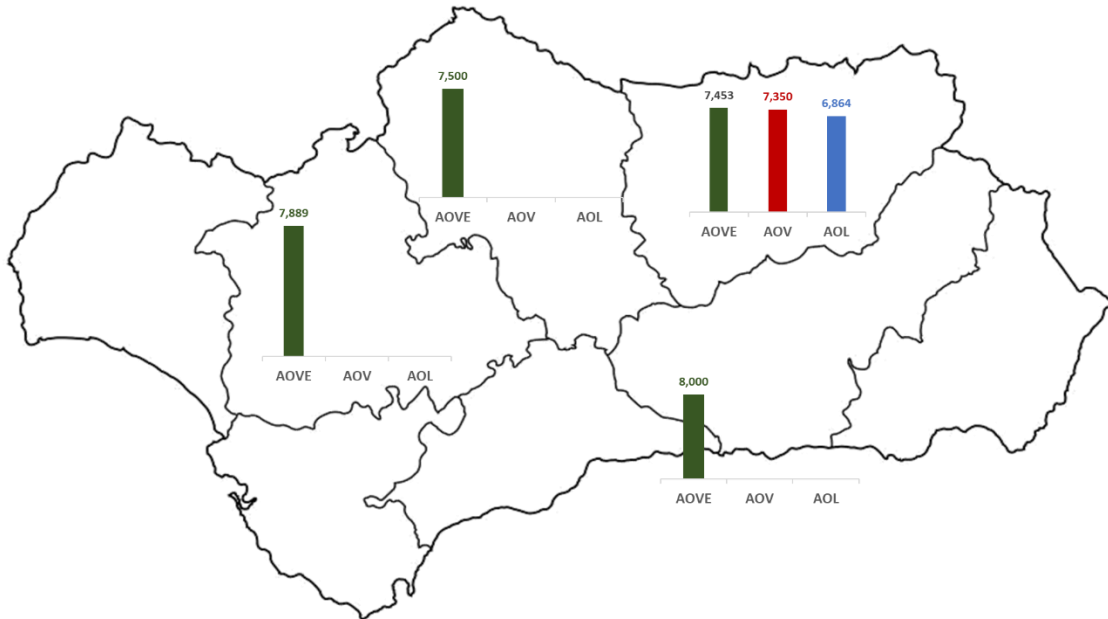 7,500
AOVE AOV AOL
7,453 7,350 6,864
AOVE AOV AOL
7,889
AOVE AOV AOL
8,000
AOVE AOV AOL